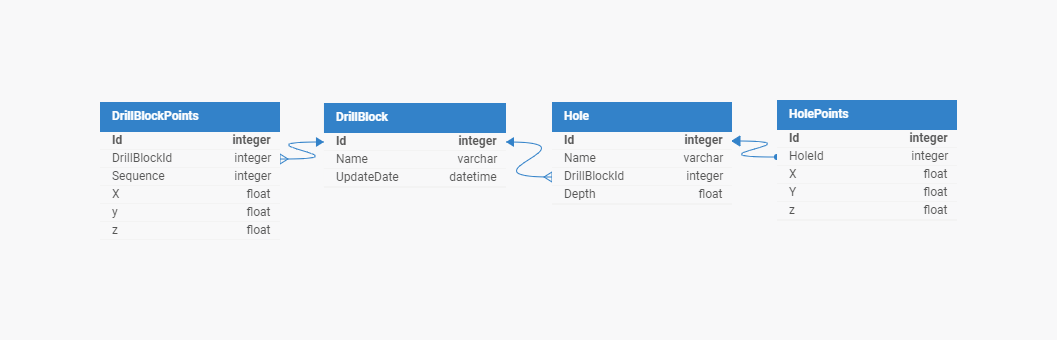 DrillBlockPoints
Id integer
DrillBlockId integer
Sequence integer
X float
y float
z float
DrillBlock
Id integer
Name varchar
UpdateDate datetime
Hole
Id integer
Name varchar
DrillBlockId integer
Depth float
HolePoints
Id integer
HoleId integer
X float
Y float
z float